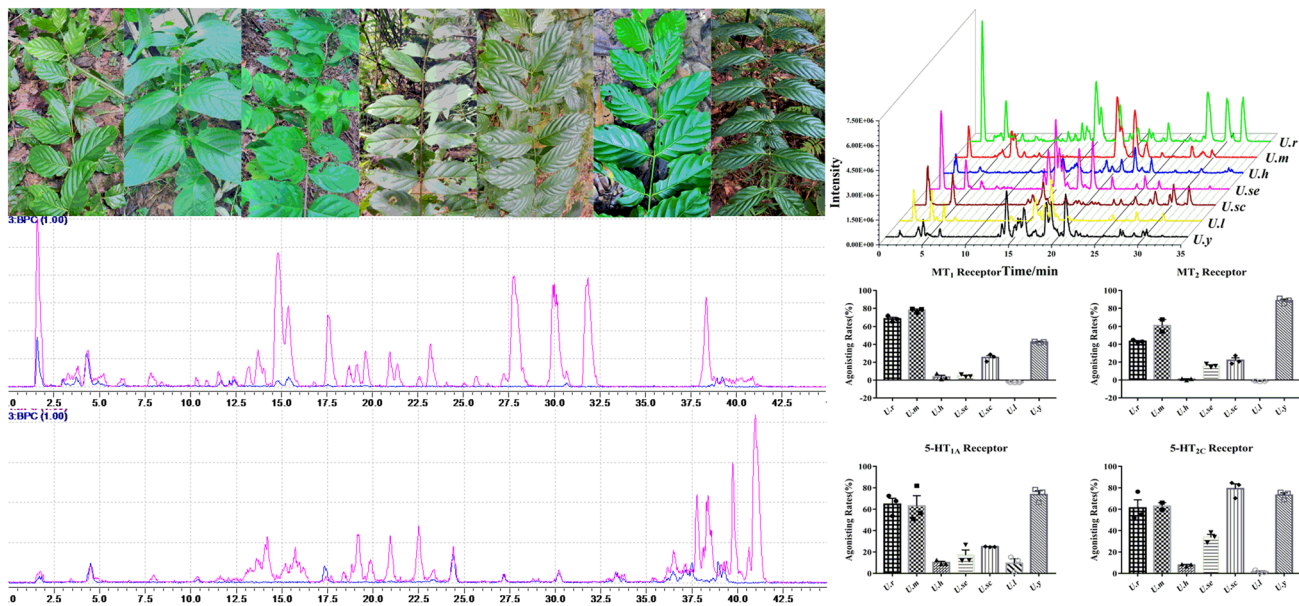 3:BPC (1.00)
0.0 2.5 5.0 7.5 10.0 12.5 15.0 17.5 20.0 22.5 25.0 27.5 30.0 32.5 35.0 37.5 40.0 42.5
3:BPC (1.00)
2.5 5.0 7.5 10.0 12.5 15.0 17.5 20.0 22.5 25.0 27.5 30.0 32.5 35.0 37.5 40.0 42.5
Intensity
7.50E+06
6.00E+06
4.50E+06
3.00E+06
1.50E+06
0.00E+00
U.r
U.m
U.h
U.se
U.sc
U.l
U.y
0 5 10 15 20 25 30 35
Time/min
MT1 Receptor
Agonisting Rates(%)
100
80
60
40
20
0
-20
U.r U.m U.h U.se U.sc U.l U.y
MT2 Receptor
Agonisting Rates(%)
100
80
60
40
20
0
-20
U.r U.m U.h U.se U.sc U.l U.y
5-HT1A Receptor
Agonisting Rates(%)
100
80
60
40
20
0
U.r U.m U.h U.se U.sc U.l U.y
5-HT2C Receptor
Agonisting Rates(%)
100
80
60
40
20
0
U.r U.m U.h U.se U.sc U.l U.y